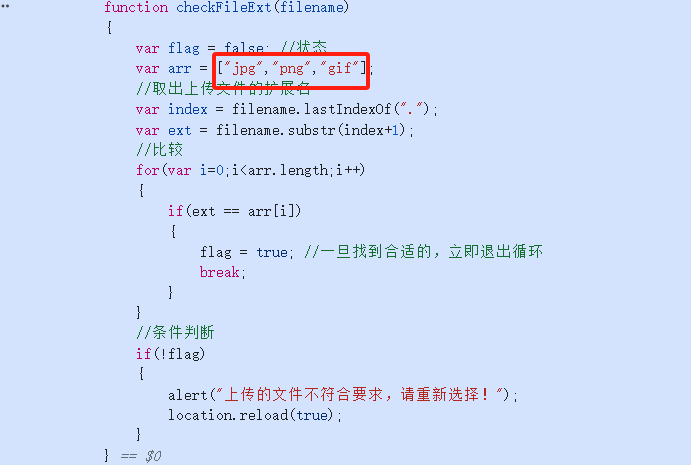 function checkFileExt(filename)
{
var flag = false; //状态
var arr = ["jpg","png","gif"];
//取出上传文件的扩展名
var index = filename.lastIndexOf(".");
var ext = filename.substr(index+1);
//比较
for(var i=0;i<arr.length;i++)
{
if(ext == arr[i])
{
flag = true; //一旦找到合适的，立即退出循环
break;
}
}
//条件判断
if(!flag)
{
alert("上传的文件不符合要求，请重新选择！");
location.reload(true);
}
} == $0